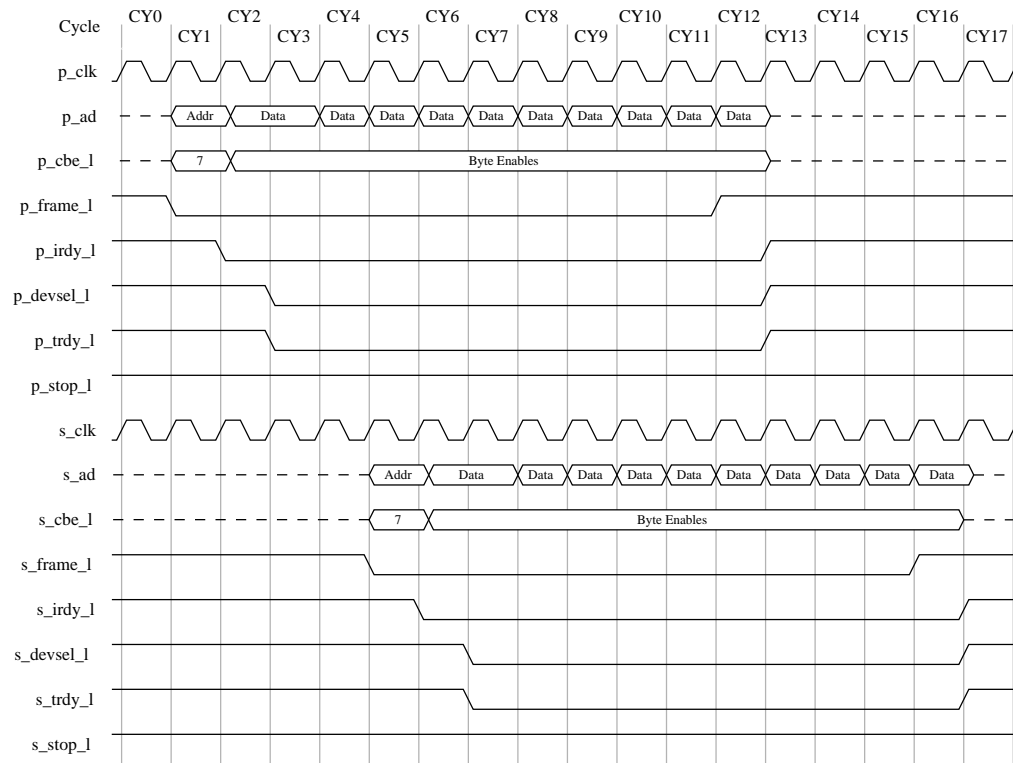 CY0 CY2 CY4 CY6 CY8 CY10 CY12 CY14 CY16
Cycle
CY1 CY3 CY5 CY7 CY9 CY11 CY13 CY15 CY17
p_clk
p_ad Addr Data Data Data Data Data Data Data Data Data Data
p_cbe_l 7 Byte Enables
p_frame_l
p_irdy_l
p_devsel_l
p_trdy_l
p_stop_l
s_clk
s_ad Addr Data Data Data Data Data Data Data Data Data Data
s_cbe_l 7 Byte Enables
s_frame_l
s_irdy_l
s_devsel_l
s_trdy_l
s_stop_l